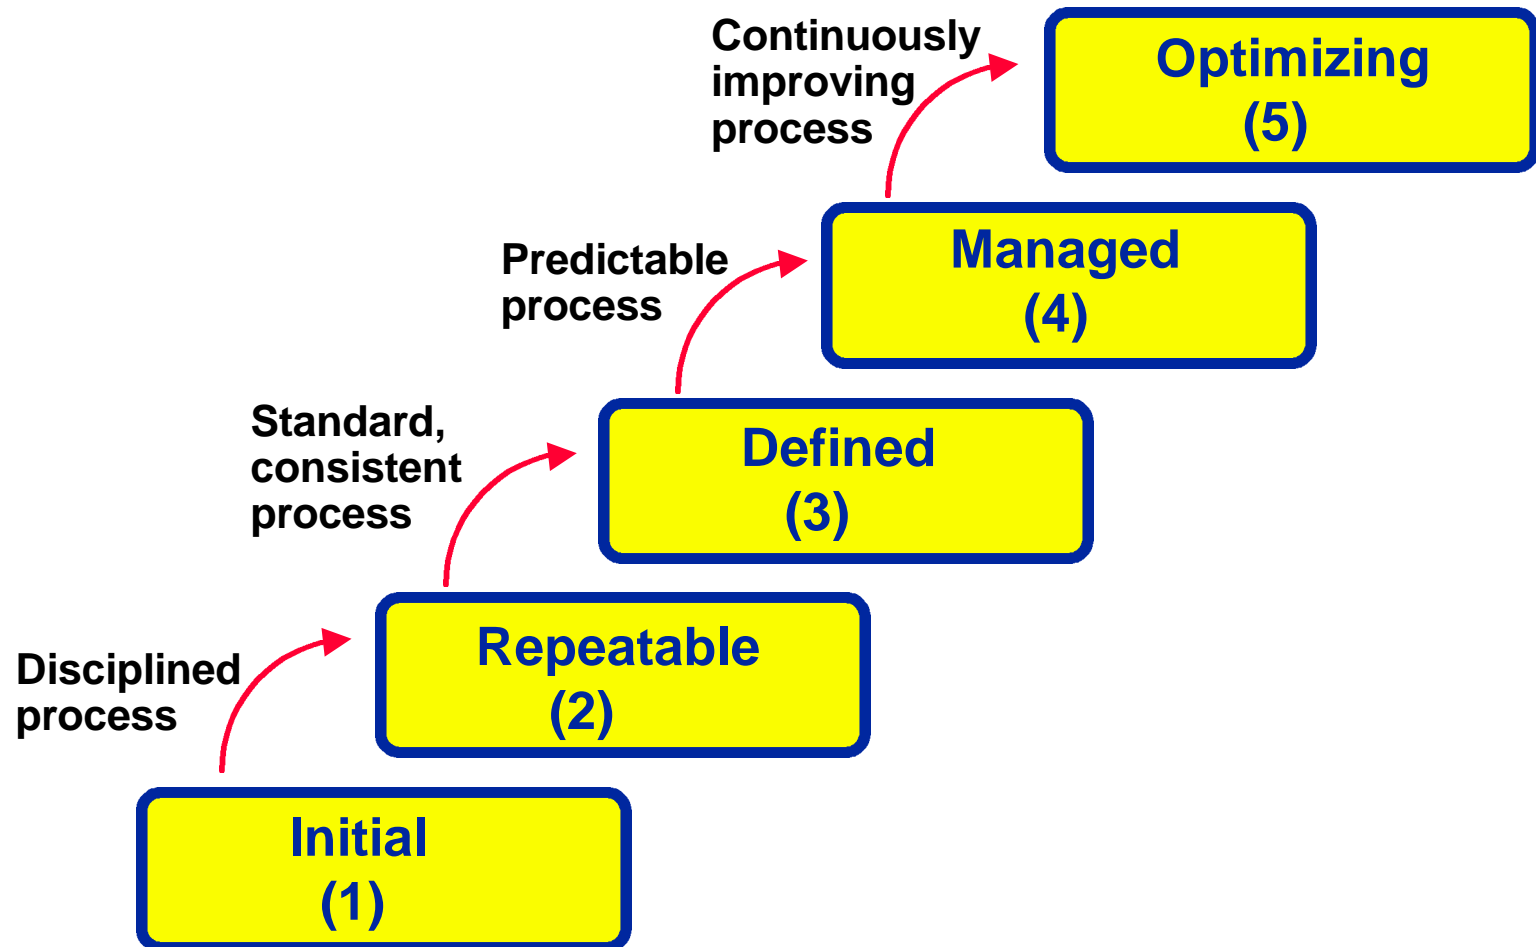 Continuously
improving
process
Optimizing
(5)
Predictable
process
Managed
(4)
Standard,
consistent
process
Defined
(3)
Disciplined
process
Repeatable
(2)
Initial
(1)